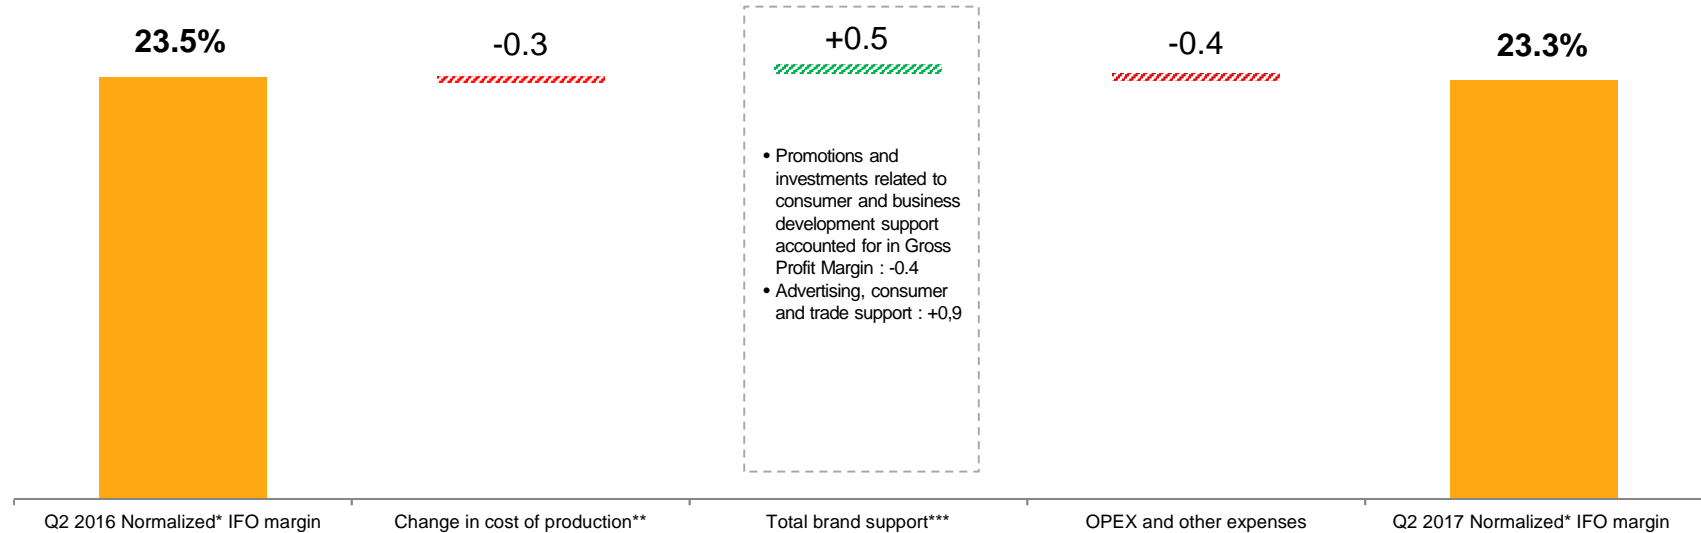 23.5%
-0.3
+0.5
-0.4
23.3%
• Promotions and
investments related to
consumer and business
development support
accounted for in Gross
Profit Margin : -0.4
• Advertising, consumer
and trade support : +0,9
Q2 2016 Normalized* IFO margin
Change in cost of production**
Total brand support***
OPEX and other expenses
Q2 2017 Normalized* IFO margin